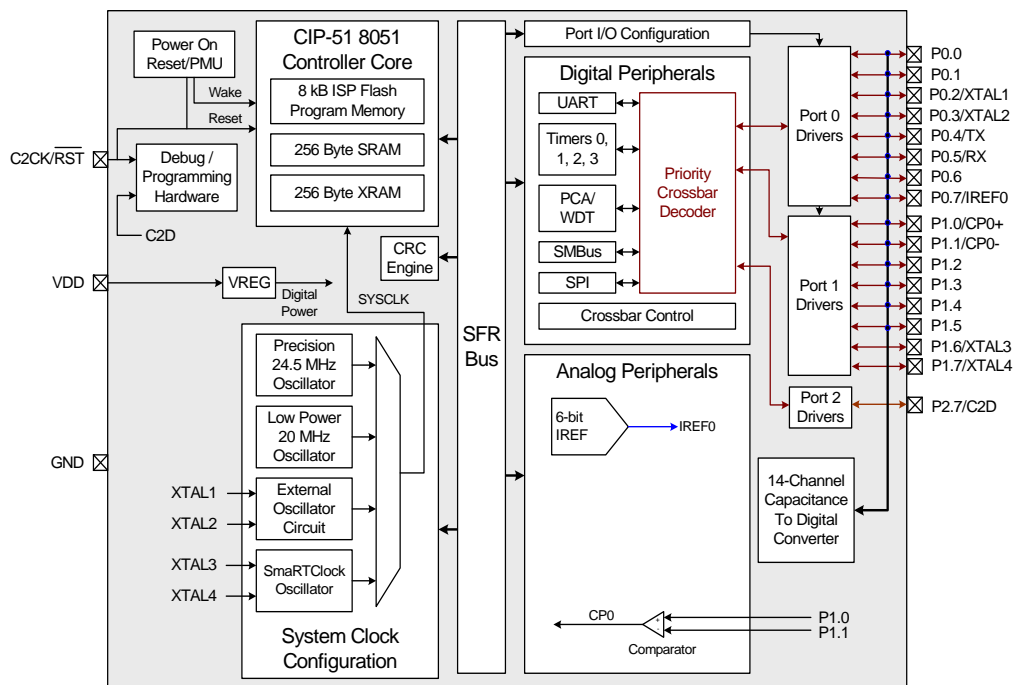 Power On
Reset/PMU
Wake
Reset
C2CK/RST
Debug /
Programming
Hardware
C2D
VDD
VREG
Digital
Power
GND
CIP-51 8051
Controller Core
8 kB ISP Flash
Program Memory
256 Byte SRAM
256 Byte XRAM
CRC
Engine
SYSCLK
Precision
24.5 MHz
Oscillator
Low Power
20 MHz
Oscillator
External
Oscillator
Circuit
SmaRTClock
Oscillator
XTAL1
XTAL2
XTAL3
XTAL4
System Clock
Configuration
SFR
Bus
Port I/O Configuration
Digital Peripherals
UART
Timers 0,
1, 2, 3
PCA/
WDT
SMBus
SPI
Priority
Crossbar
Decoder
Crossbar Control
Analog Peripherals
6-bit
IREF
IREF0
CP0
+
-
Comparator
P1.0
P1.1
Port 0
Drivers
Port 1
Drivers
Port 2
Drivers
14-Channel
Capacitance
To Digital
Converter
P0.0
P0.1
P0.2/XTAL1
P0.3/XTAL2
P0.4/TX
P0.5/RX
P0.6
P0.7/IREF0
P1.0/CP0+
P1.1/CP0-
P1.2
P1.3
P1.4
P1.5
P1.6/XTAL3
P1.7/XTAL4
P2.7/C2D